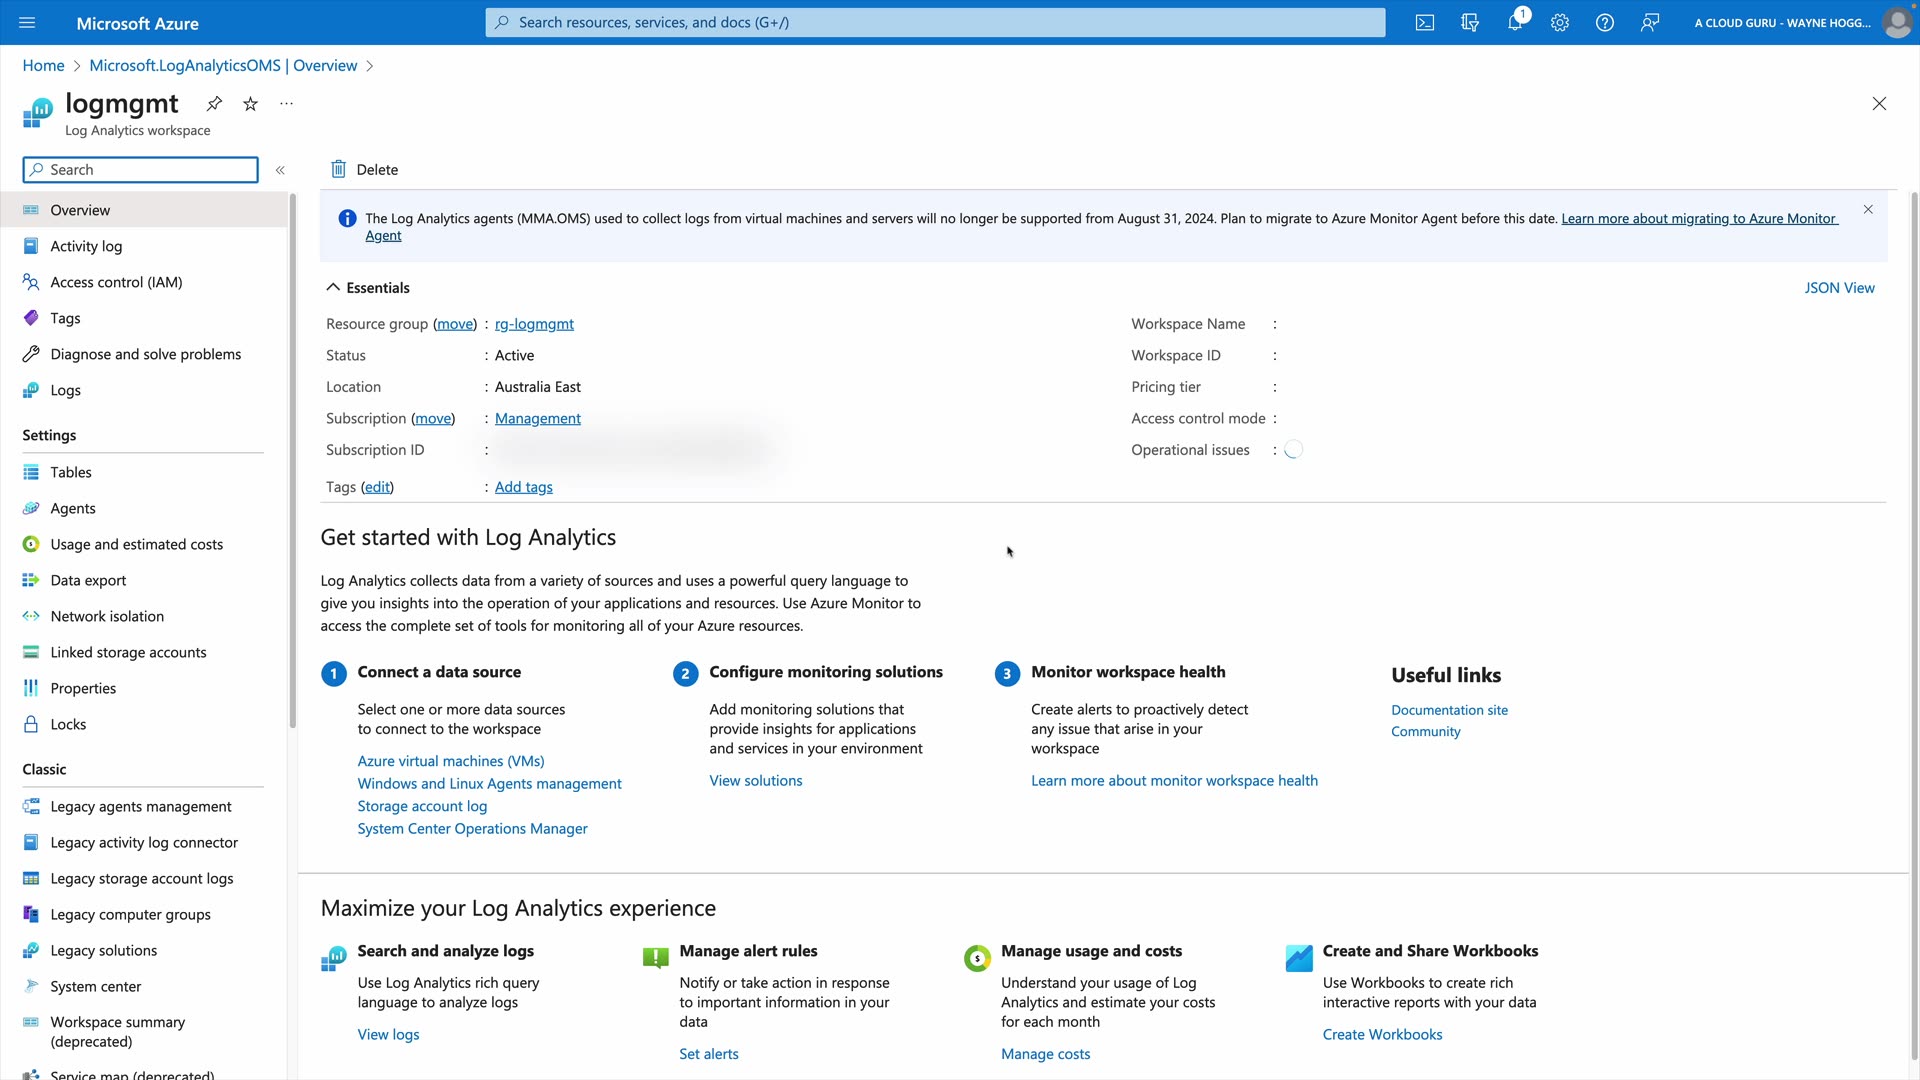 Microsoft Azure
Search resources, services, and docs (G+/)
1
A CLOUD GURU - WAYNE HOGG...
Home > Microsoft.LogAnalyticsOMS | Overview >
logmgmt
Log Analytics workspace
Search
«
Delete
Overview
Activity log
Access control (IAM)
Tags
Diagnose and solve problems
Logs
Settings
Tables
Agents
Usage and estimated costs
Data export
Network isolation
Linked storage accounts
Properties
Locks
Classic
Legacy agents management
Legacy activity log connector
Legacy storage account logs
Legacy computer groups
Legacy solutions
System center
Workspace summary
(deprecated)
Service map (deprecated)
The Log Analytics agents (MMA.OMS) used to collect logs from virtual machines and servers will no longer be supported from August 31, 2024. Plan to migrate to Azure Monitor Agent before this date. Learn more about migrating to Azure Monitor
Agent
Essentials
JSON View
Resource group (move) : rg-logmgmt
Status : Active
Location : Australia East
Subscription (move) : Management
Subscription ID :
Tags (edit) : Add tags
Workspace Name :
Workspace ID :
Pricing tier :
Access control mode :
Operational issues :
Get started with Log Analytics
Log Analytics collects data from a variety of sources and uses a powerful query language to
give you insights into the operation of your applications and resources. Use Azure Monitor to
access the complete set of tools for monitoring all of your Azure resources.
1 Connect a data source
Select one or more data sources
to connect to the workspace
Azure virtual machines (VMs)
Windows and Linux Agents management
Storage account log
System Center Operations Manager
2 Configure monitoring solutions
Add monitoring solutions that
provide insights for applications
and services in your environment
View solutions
3 Monitor workspace health
Create alerts to proactively detect
any issue that arise in your
workspace
Learn more about monitor workspace health
Useful links
Documentation site
Community
Maximize your Log Analytics experience
Search and analyze logs
Use Log Analytics rich query
language to analyze logs
View logs
Manage alert rules
Notify or take action in response
to important information in your
data
Set alerts
Manage usage and costs
Understand your usage of Log
Analytics and estimate your costs
for each month
Manage costs
Create and Share Workbooks
Use Workbooks to create rich
interactive reports with your data
Create Workbooks